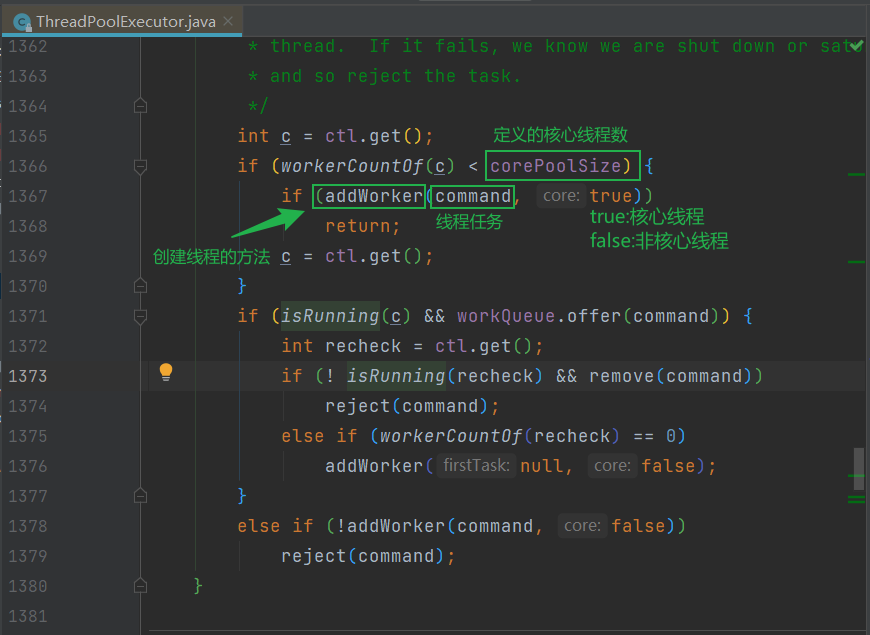 ThreadPoolExecutor.java
1362 * thread. If it fails, we know we are shut down or sat
1363 * and so reject the task.
1364 */
1365 int c = ctl.get();
定义的核心线程数
1366 if (workerCountOf(c) < corePoolSize) {
1367 if (addWorker(command, core: true))
true:核心线程
线程任务
1368 return;
false:非核心线程
创建线程的方法
1369 c = ctl.get();
1370 }
1371 if (isRunning(c) && workQueue.offer(command)) {
1372 int recheck = ctl.get();
1373 if (! isRunning(recheck) && remove(command))
1374 reject(command);
1375 else if (workerCountOf(recheck) == 0)
1376 addWorker( firstTask: null, core: false);
1377 }
1378 else if (!addWorker(command, core: false))
1379 reject(command);
1380 }
1381